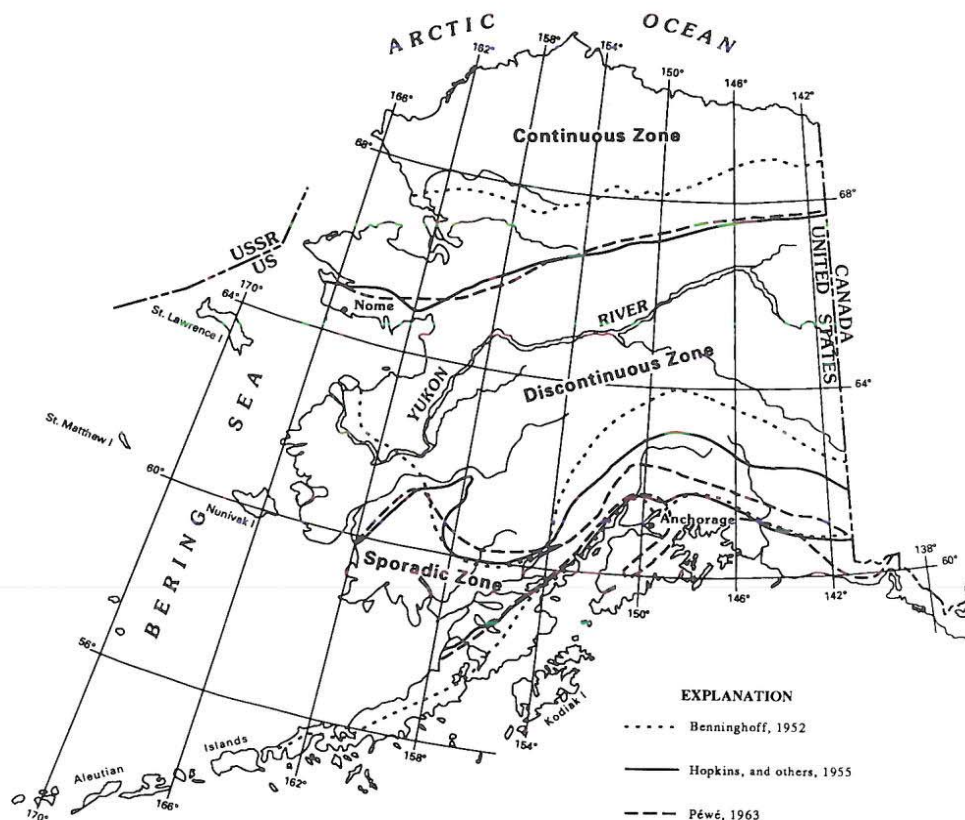 ARCTIC OCEAN
166°
162°
158°
154°
150°
146°
142°
68°
Continuous Zone
68°
USSR
US
170°
64°
St. Lawrence I
Nome
UNITED STATES
CANADA
YUKON RIVER
Discontinuous Zone
64°
St. Matthew I
60°
Nunivak I
BERING SEA
Anchorage
Sporadic Zone
138°
60°
150°
146°
142°
56°
Kodiak I
154°
158°
Islands
162°
Aleutian
166°
170°
EXPLANATION
Benninghoff, 1952
Hopkins, and others, 1955
Péwé, 1963